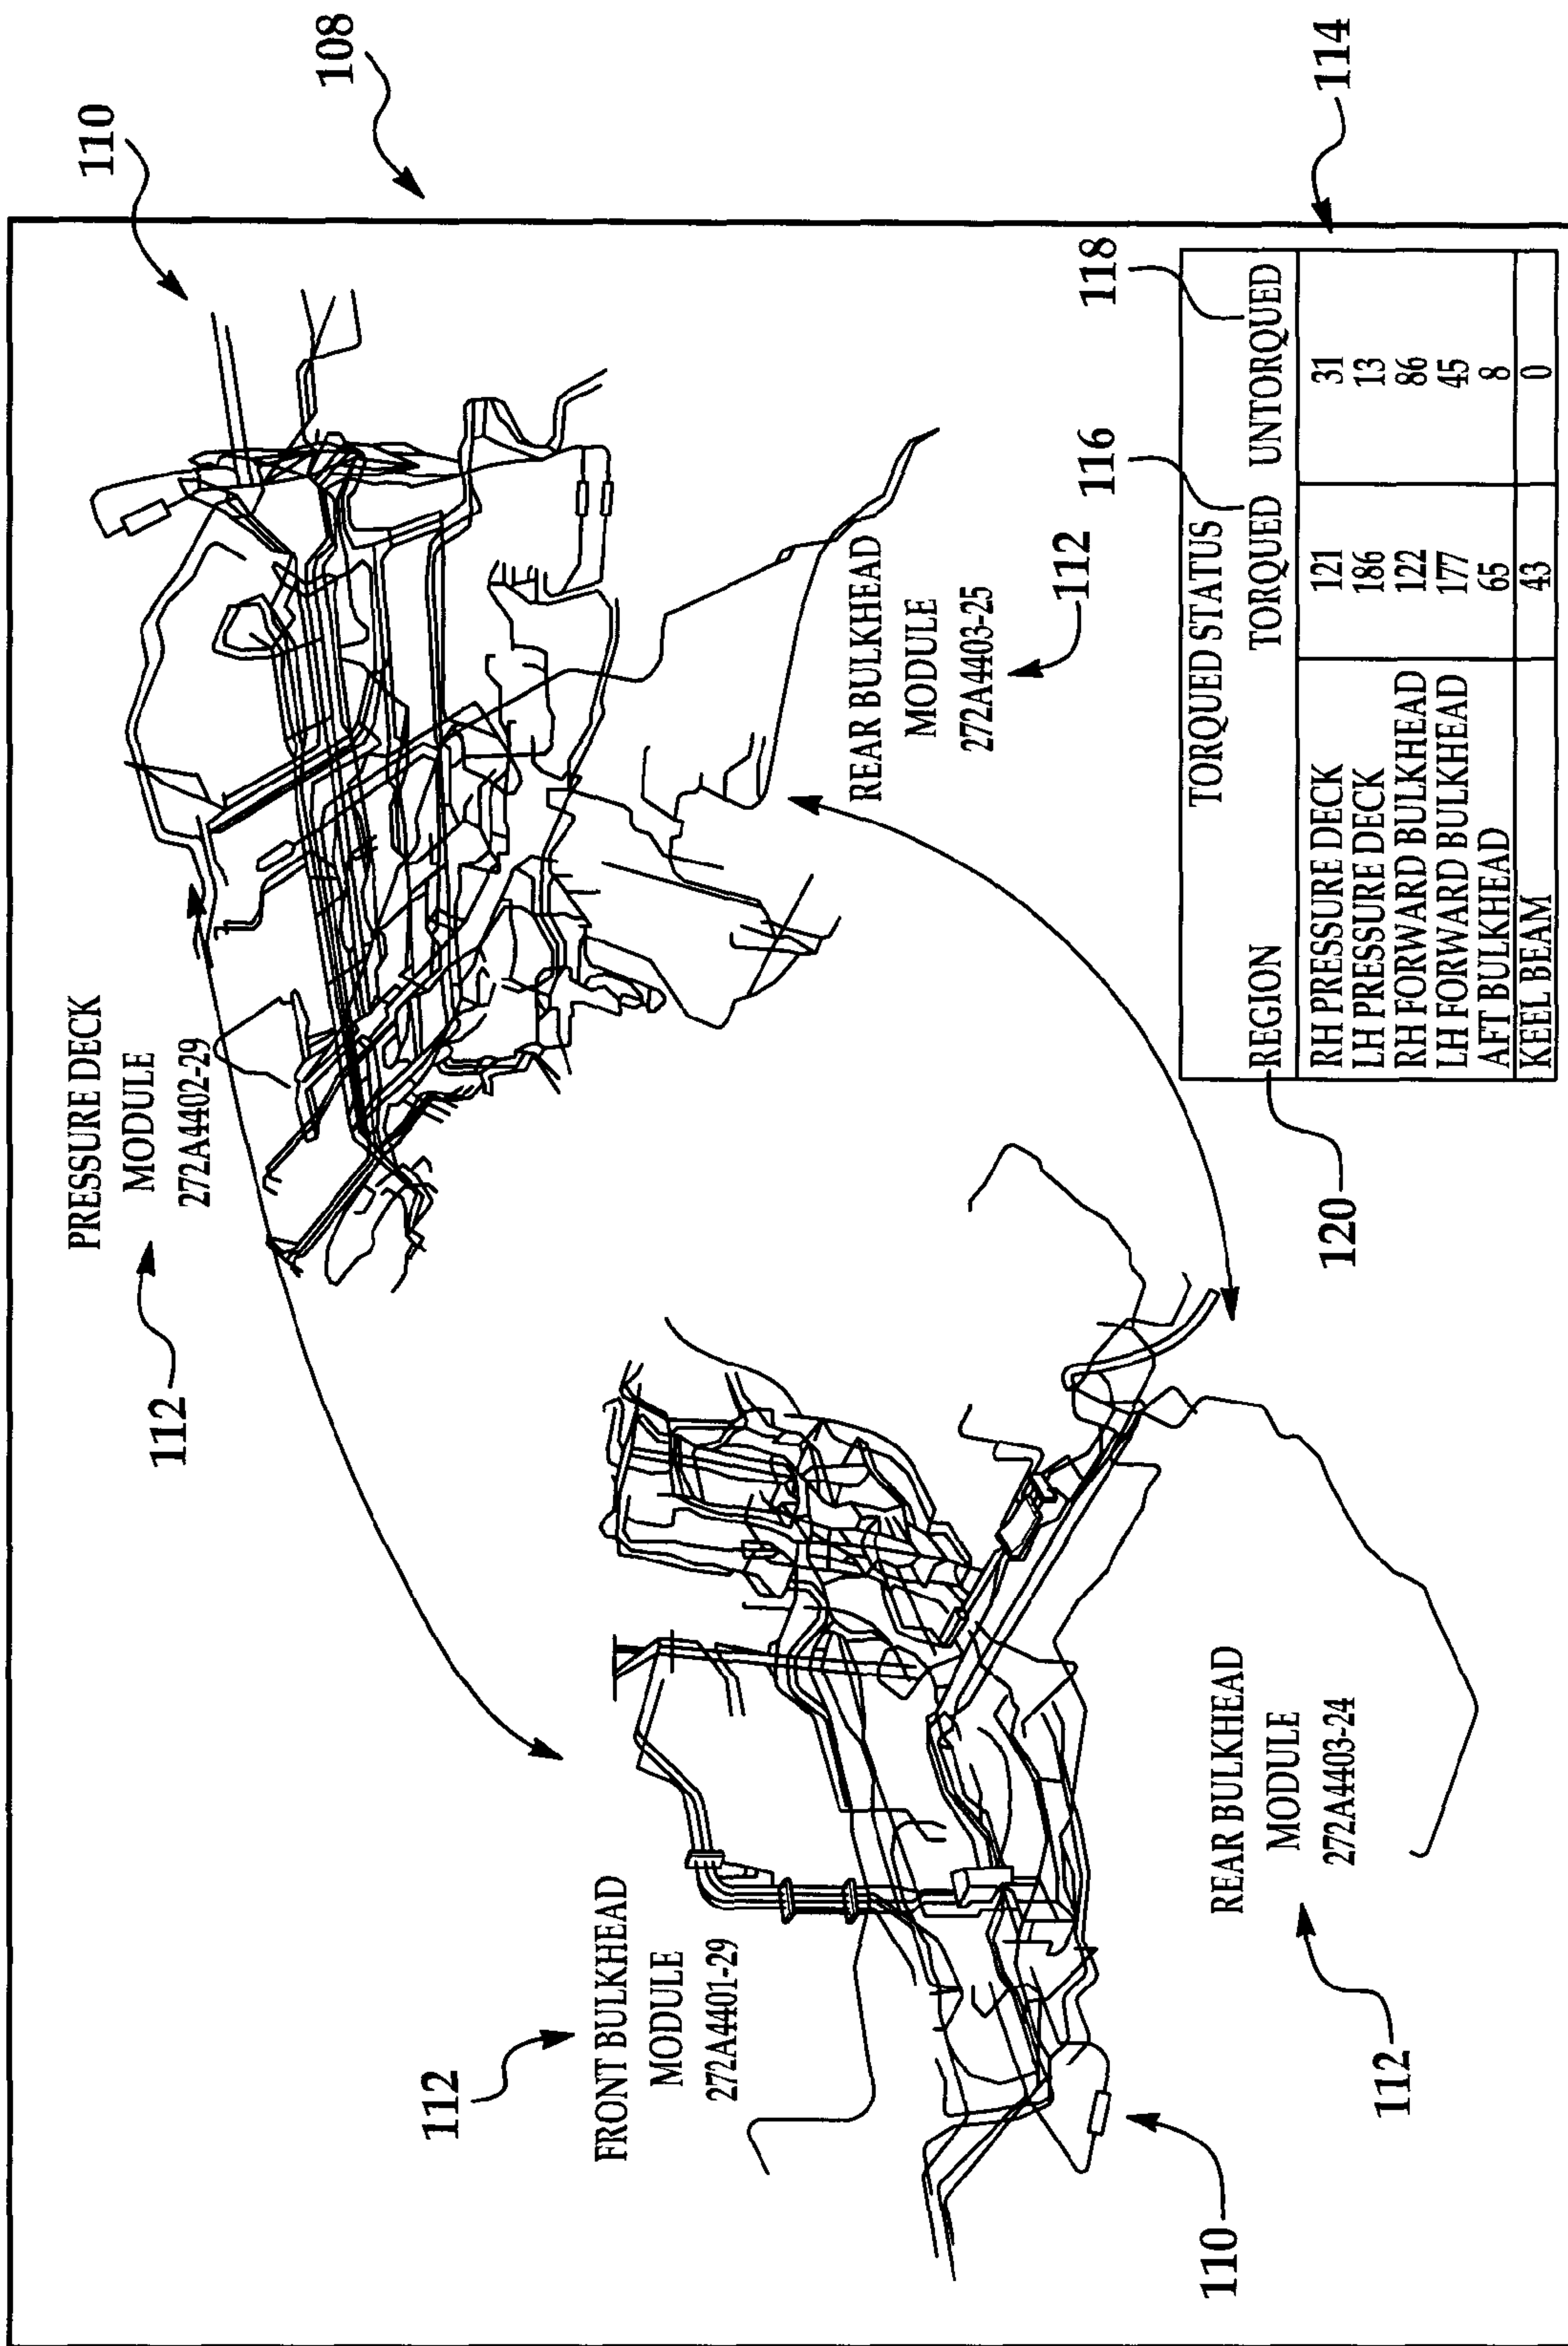 108
110
PRESSURE DECK
MODULE
272A4402-29
112
REAR BULKHEAD
MODULE
272A4403-25
112
112
FRONT BULKHEAD
MODULE
272A4401-29
REAR BULKHEAD
MODULE
272A4403-24
112
110
114
116
118
120
TORQUED STATUS
REGION TORQUED UNTORQUED
RH PRESSURE DECK 121 31
LH PRESSURE DECK 186 13
RH FORWARD BULKHEAD 122 86
LH FORWARD BULKHEAD 177 45
AFT BULKHEAD 65 8
KEEL BEAM 43 0